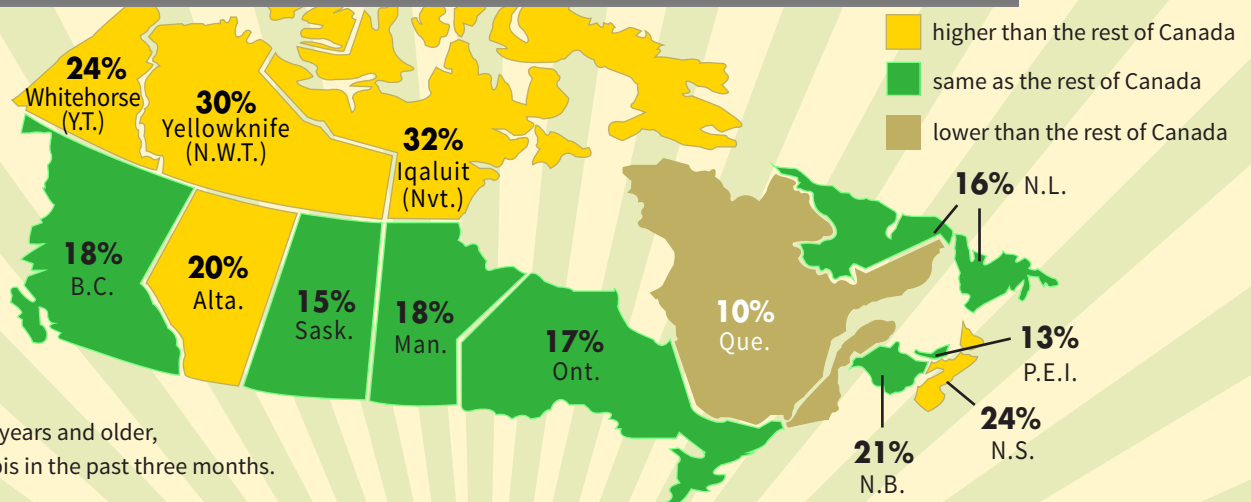 higher than the rest of Canada
same as the rest of Canada
lower than the rest of Canada
24%
Whitehorse
(Y.T.)
30%
Yellowknife
(N.W.T.)
32%
Iqaluit
(Nvt.)
16% N.L.
18%
B.C.
20%
Alta.
15%
Sask.
18%
Man.
17%
Ont.
10%
Que.
13%
P.E.I.
24%
N.S.
21%
N.B.
years and older,
in the past three months.